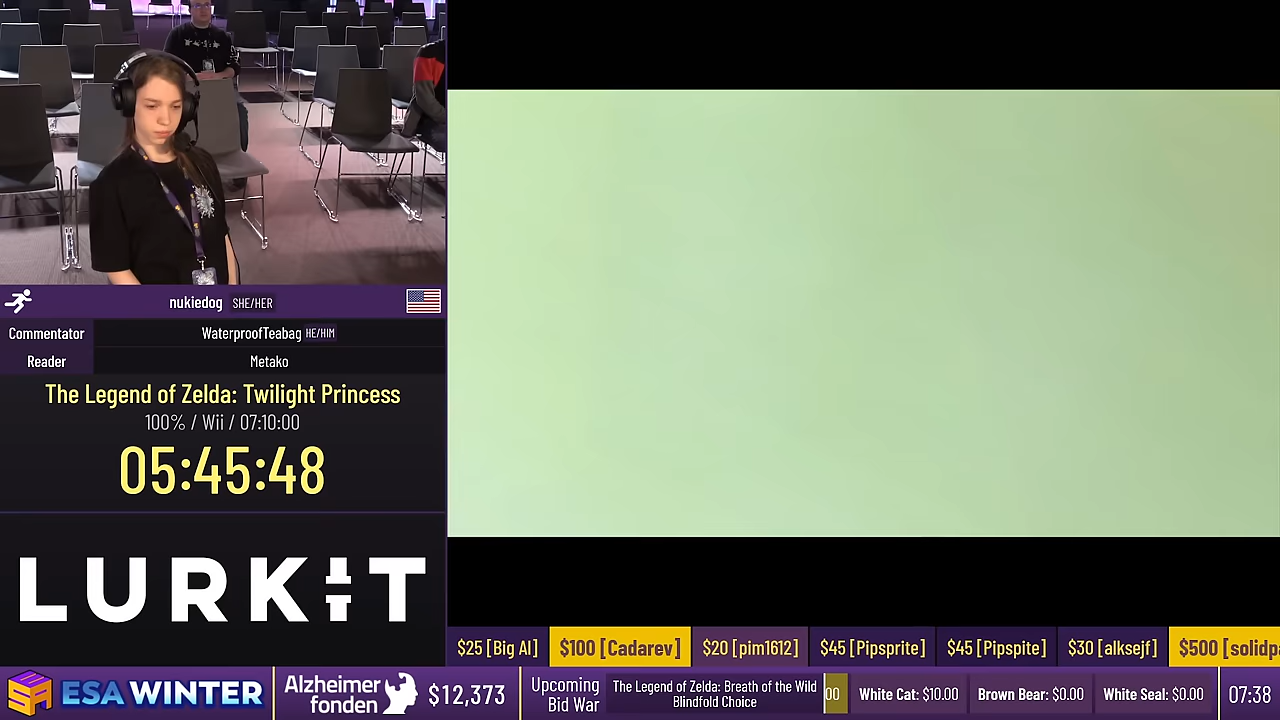 nukiedog SHE/HER
Commentator WaterproofTeabag HE/HIM
Reader Metako
The Legend of Zelda: Twilight Princess
100% / Wii / 07:10:00
05:45:48
LURKIT
$25 [Big Al] $100 [Cadarev] $20 [pim1612] $45 [Pipsprite] $45 [Pipspite] $30 [alksejf] $500 [solidpa
ESA WINTER
Alzheimer
fonden
$12,373
Upcoming
Bid War
The Legend of Zelda: Breath of the Wild
Blindfold Choice
00 White Cat: $10.00 Brown Bear: $0.00 White Seal: $0.00
07:38